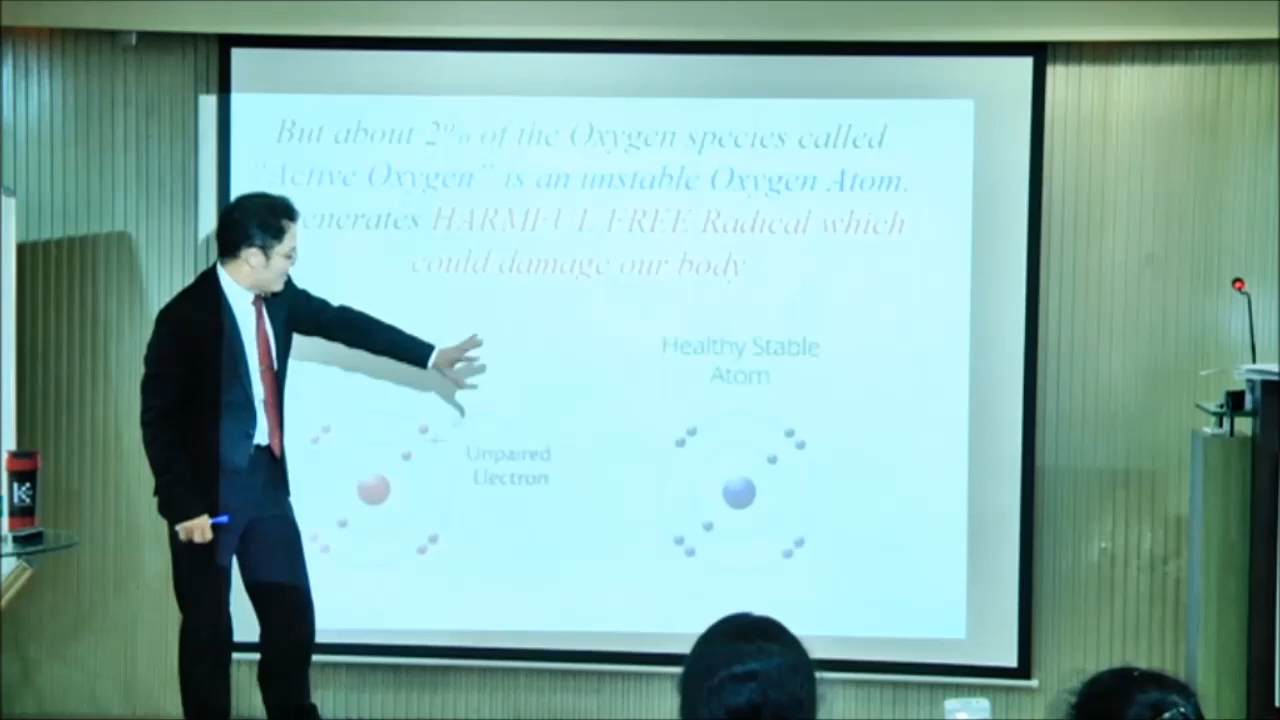 But about 2% of the Oxygen species called
"Active Oxygen" is an unstable Oxygen Atom.
enerates HARMFUL FREE Radical which
could damage our body
Healthy Stable
Atom
Unpaired
Electron
K